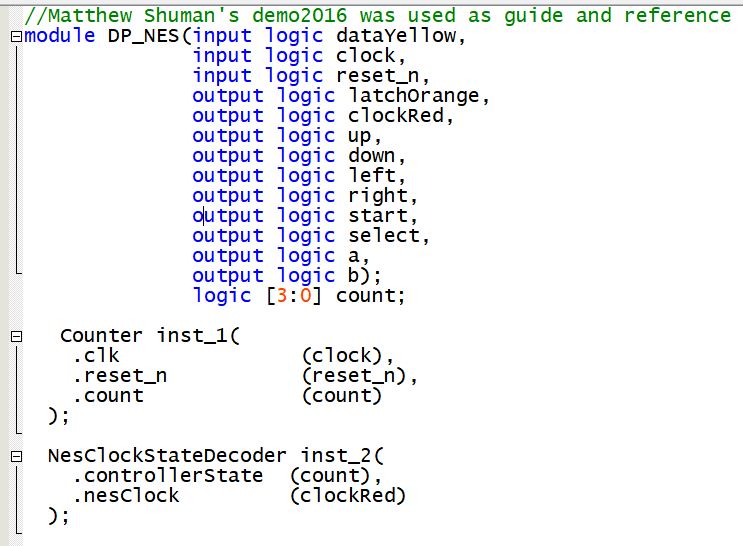 //Matthew Shuman's demo2016 was used as guide and reference
module DP_NES(input logic dataYellow,
input logic clock,
input logic reset_n,
output logic latchOrange,
output logic clockRed,
output logic up,
output logic down,
output logic left,
output logic right,
output logic start,
output logic select,
output logic a,
output logic b);
logic [3:0] count;
Counter inst_1(
.clk (clock),
.reset_n (reset_n),
.count (count)
);
NesClockStateDecoder inst_2(
.controllerState (count),
.nesClock (clockRed)
);